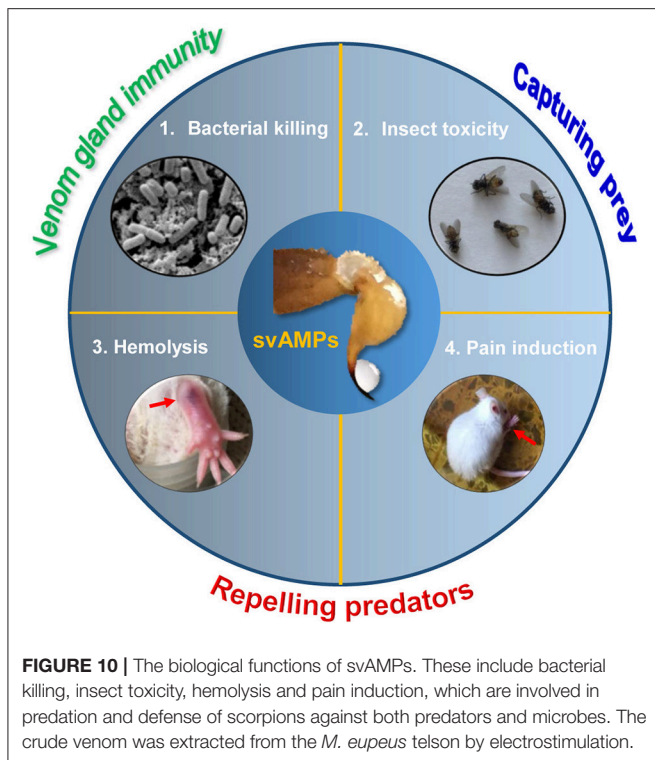 Venom gland immunity
Capturing prey
1. Bacterial killing
2. Insect toxicity
svAMPs
3. Hemolysis
4. Pain induction
Repelling predators
FIGURE 10 | The biological functions of svAMPs. These include bacterial
killing, insect toxicity, hemolysis and pain induction, which are involved in
predation and defense of scorpions against both predators and microbes. The
crude venom was extracted from the M. eupeus telson by electrostimulation.